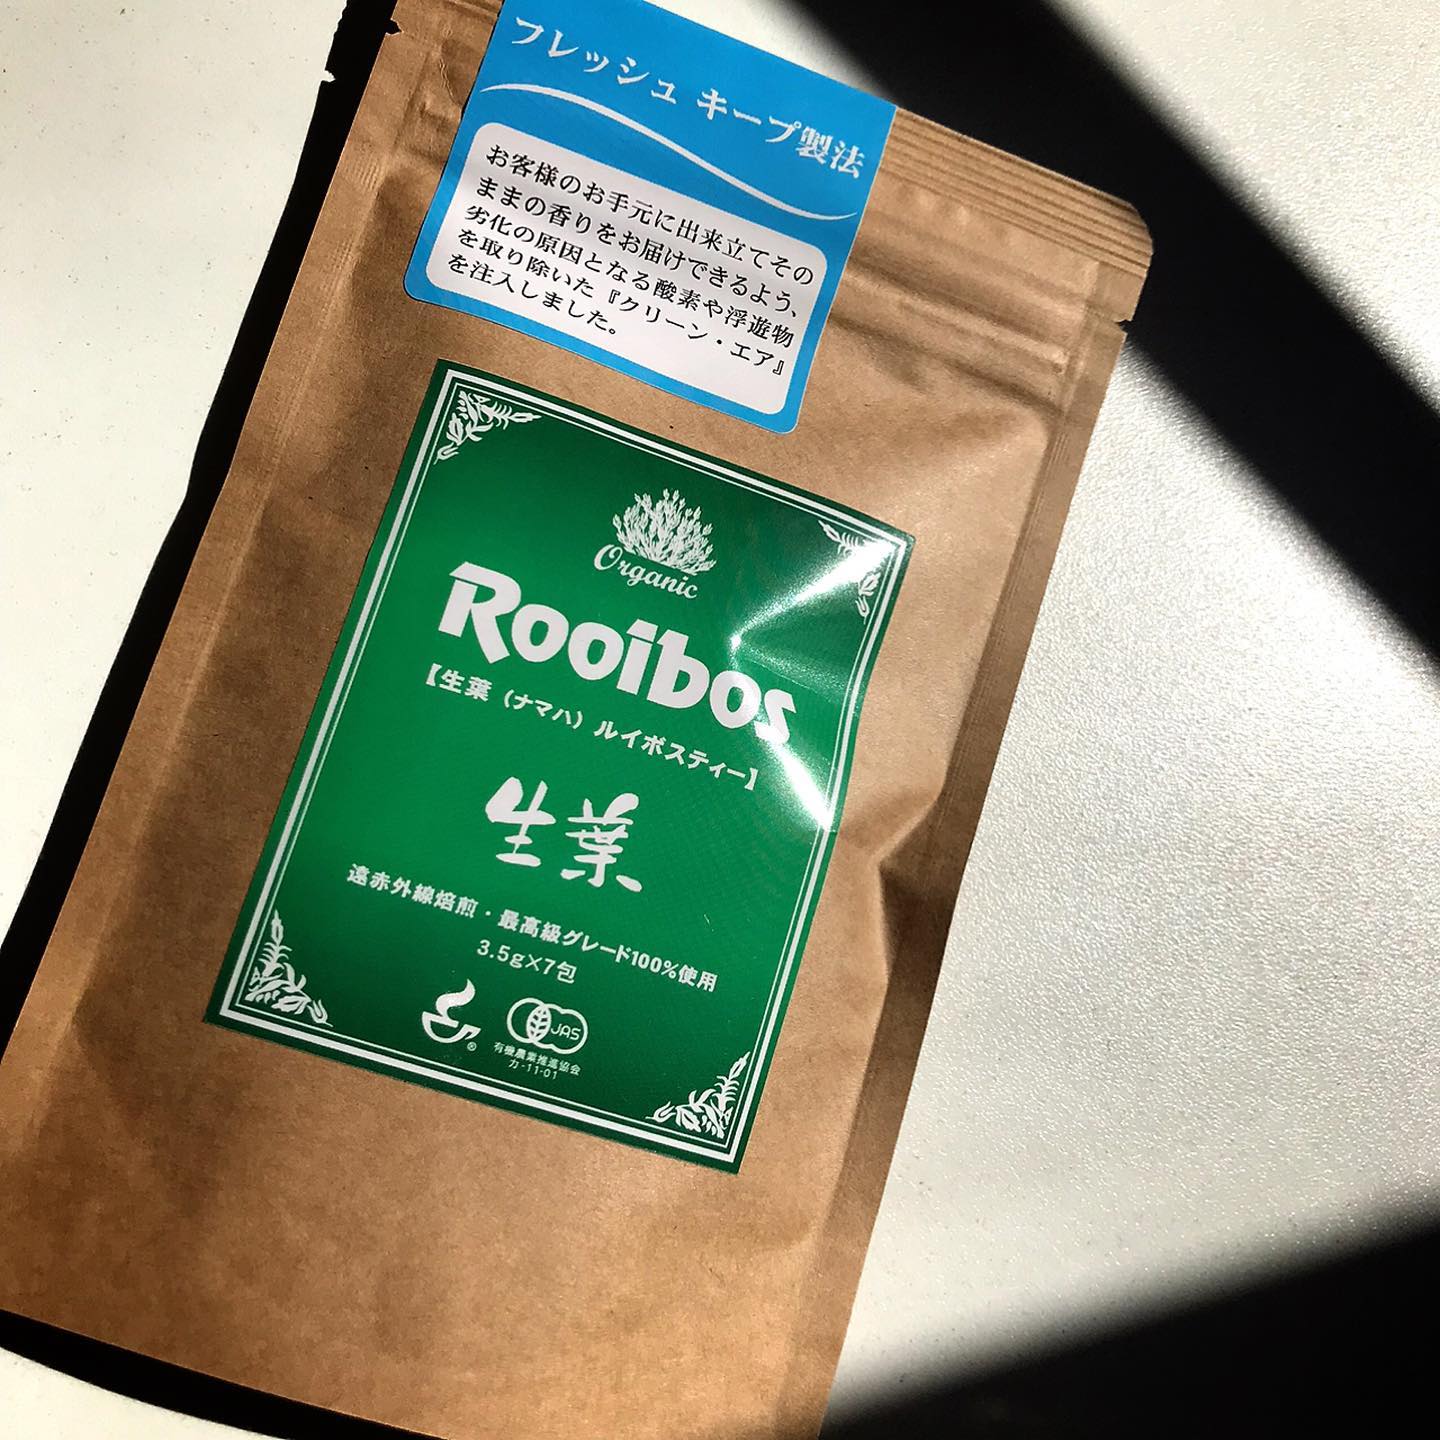 フレッシュ キープ製法
お客様のお手元に出来立てその
ままの香りをお届けできるよう、
劣化の原因となる酸素や浮遊物
を取り除いた『クリーン・エア』
を注入しました。
Organic
Rooibos
【生葉（ナマハ）ルイボスティー】
生葉
遠赤外線焙煎・最高級グレード100%使用
3.5g×7包
®
JAS
有機農業推進協会
カ-11-01